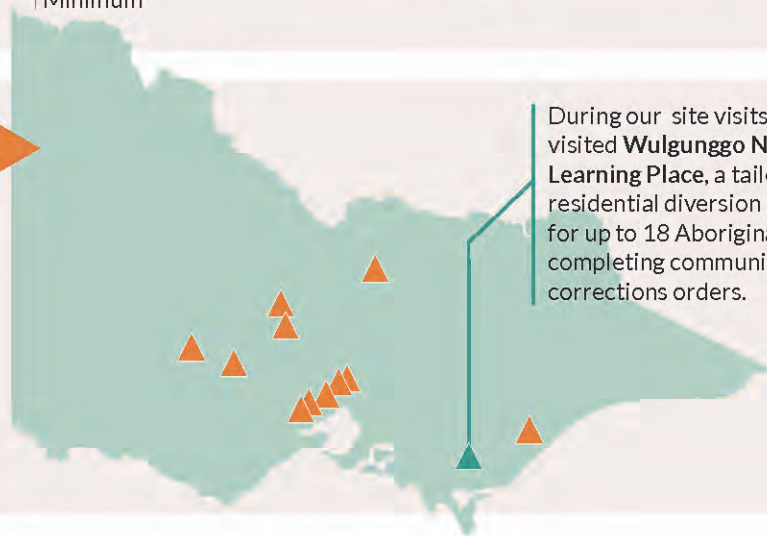 Minimum
During our site visits
visited Wulgunggo N
Learning Place, a tail
residential diversion
for up to 18 Aborigina
completing communi
corrections orders.